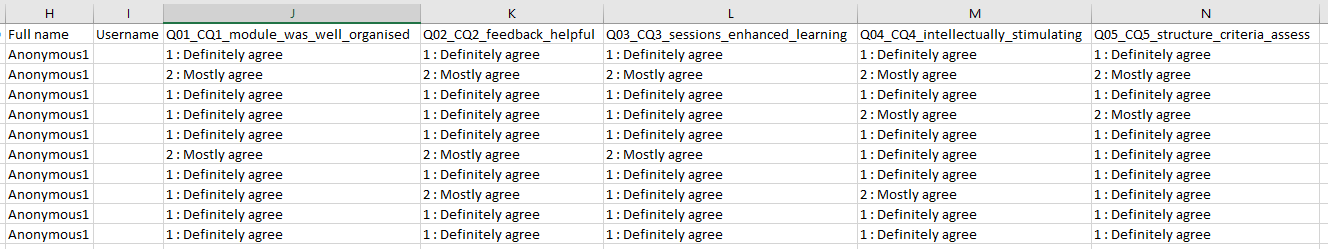 H I J K L M N
Full name Username Q01_CQ1_module_was_well_organised Q02_CQ2_feedback_helpful Q03_CQ3_sessions_enhanced_learning Q04_CQ4_intellectually_stimulating Q05_CQ5_structure_criteria_assess
Anonymous1 1 : Definitely agree 1 : Definitely agree 1 : Definitely agree 1 : Definitely agree 1 : Definitely agree
Anonymous1 2 : Mostly agree 2 : Mostly agree 2 : Mostly agree 2 : Mostly agree 2 : Mostly agree
Anonymous1 1 : Definitely agree 1 : Definitely agree 1 : Definitely agree 1 : Definitely agree 1 : Definitely agree
Anonymous1 1 : Definitely agree 1 : Definitely agree 1 : Definitely agree 2 : Mostly agree 2 : Mostly agree
Anonymous1 1 : Definitely agree 1 : Definitely agree 1 : Definitely agree 1 : Definitely agree 1 : Definitely agree
Anonymous1 2 : Mostly agree 2 : Mostly agree 2 : Mostly agree 1 : Definitely agree 1 : Definitely agree
Anonymous1 1 : Definitely agree 1 : Definitely agree 1 : Definitely agree 1 : Definitely agree 1 : Definitely agree
Anonymous1 1 : Definitely agree 2 : Mostly agree 1 : Definitely agree 2 : Mostly agree 1 : Definitely agree
Anonymous1 1 : Definitely agree 1 : Definitely agree 1 : Definitely agree 1 : Definitely agree 1 : Definitely agree
Anonymous1 1 : Definitely agree 1 : Definitely agree 1 : Definitely agree 1 : Definitely agree 1 : Definitely agree